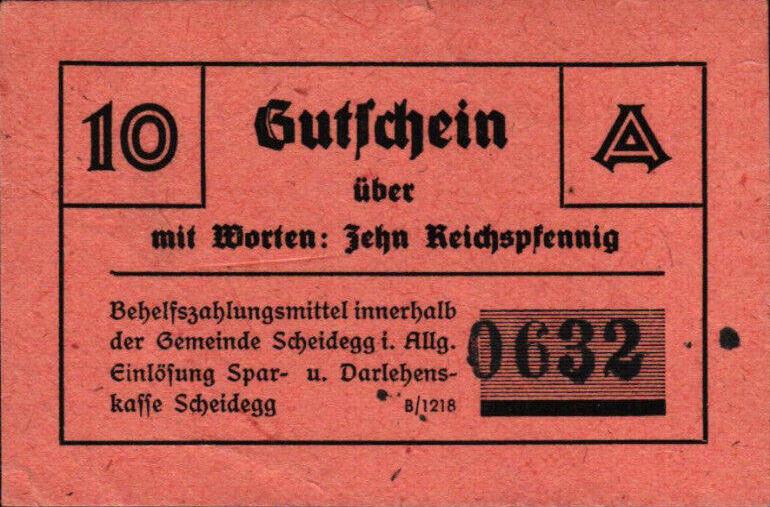 10
Gutschein
A
über
mit Worten: Zehn Reichspfennig
Behelfszahlungsmittel innerhalb
der Gemeinde Scheidegg i. Allg.
Einlösung Spar- u. Darlehens-
kasse Scheidegg
B/1218
0632